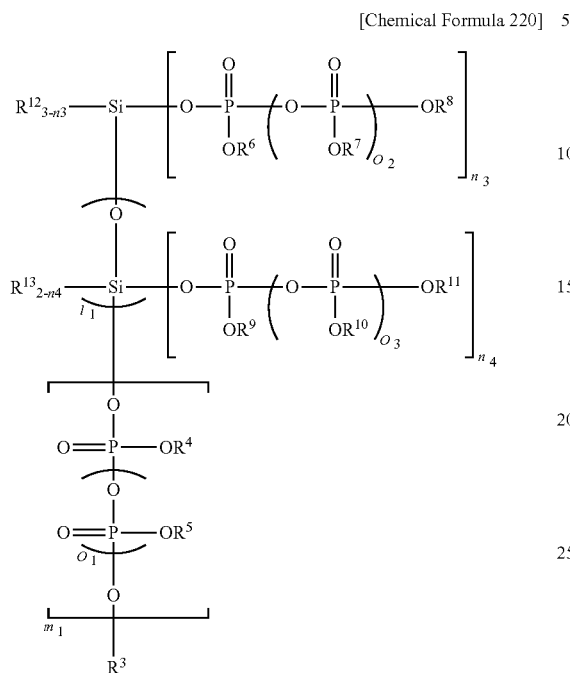 [Chemical Formula 220] 5
O O
R¹²₃₋ₙ₃ Si O P O P OR⁸
OR⁶ OR⁷ O₂
n₃
10
O
O O
R¹³₂₋ₙ₄ Si O P O P OR¹¹ 15
l₁
OR⁹ OR¹⁰ O₃
n₄
O
20
O=P OR⁴
O
O=P OR⁵
O₁ 25
O
m₁
R³